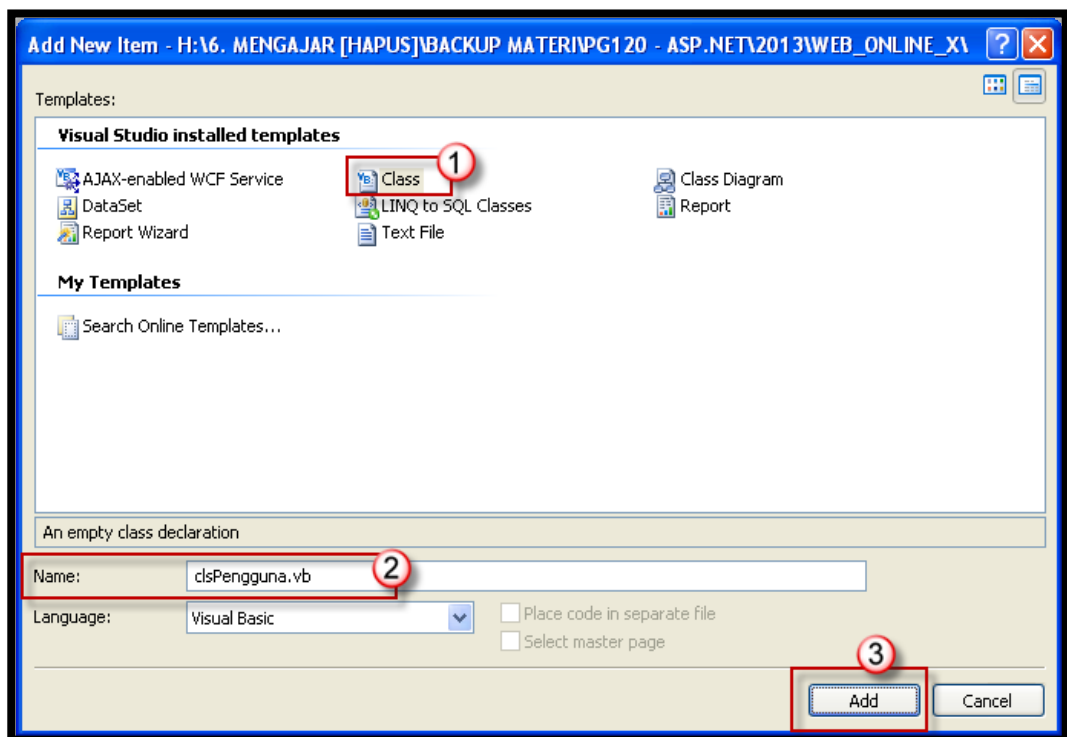 Add New Item - H:\6. MENGAJAR [HAPUS]\BACKUP MATERI\PG120 - ASP.NET\2013\WEB_ONLINE_X\
Templates:
Visual Studio installed templates
1
AJAX-enabled WCF Service Class Class Diagram
DataSet LINQ to SQL Classes Report
Report Wizard Text File
My Templates
Search Online Templates...
An empty class declaration
Name: clsPengguna.vb 2
Language: Visual Basic Place code in separate file
Select master page
3
Add Cancel